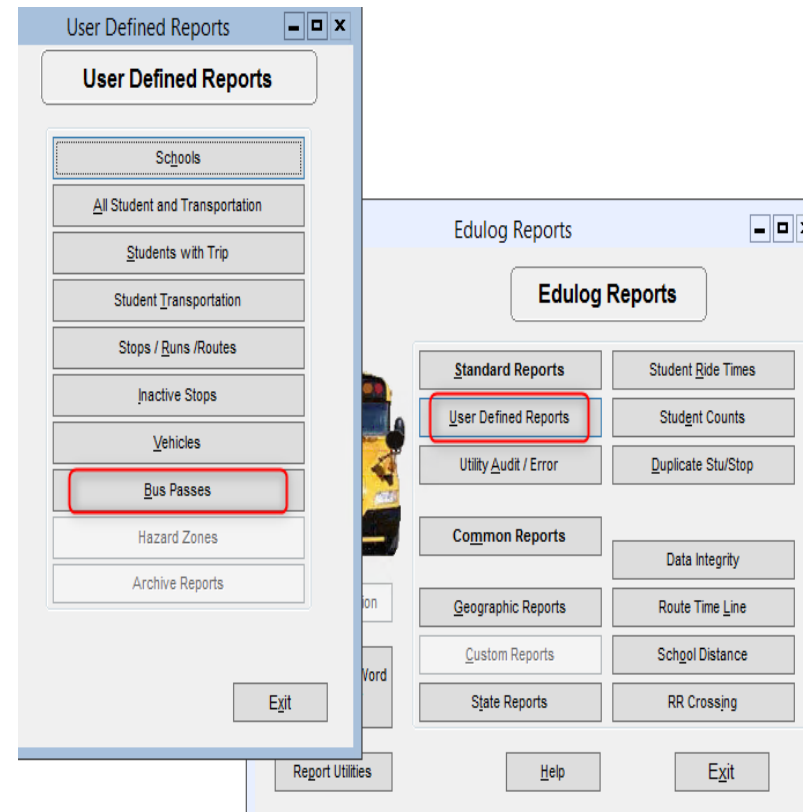 User Defined Reports
User Defined Reports
Schools
All Student and Transportation
Students with Trip
Student Transportation
Stops / Runs /Routes
Inactive Stops
Vehicles
Bus Passes
Hazard Zones
Archive Reports
Exit
Edulog Reports
Edulog Reports
Standard Reports
Student Ride Times
User Defined Reports
Student Counts
Utility Audit / Error
Duplicate Stu/Stop
Common Reports
Data Integrity
ion
Geographic Reports
Route Time Line
Custom Reports
School Distance
Word
State Reports
RR Crossing
Report Utilities
Help
Exit